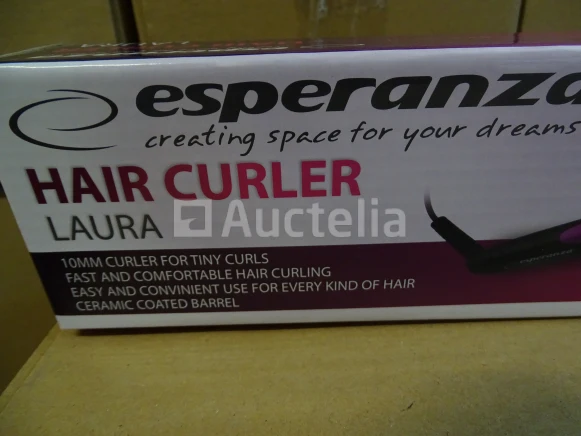 esperanza
creating space for your dreams
HAIR CURLER
LAURA
Auctelia
10MM CURLER FOR TINY CURLS
FAST AND COMFORTABLE HAIR CURLING
EASY AND CONVINIENT USE FOR EVERY KIND OF HAIR
CERAMIC COATED BARREL
esperanza